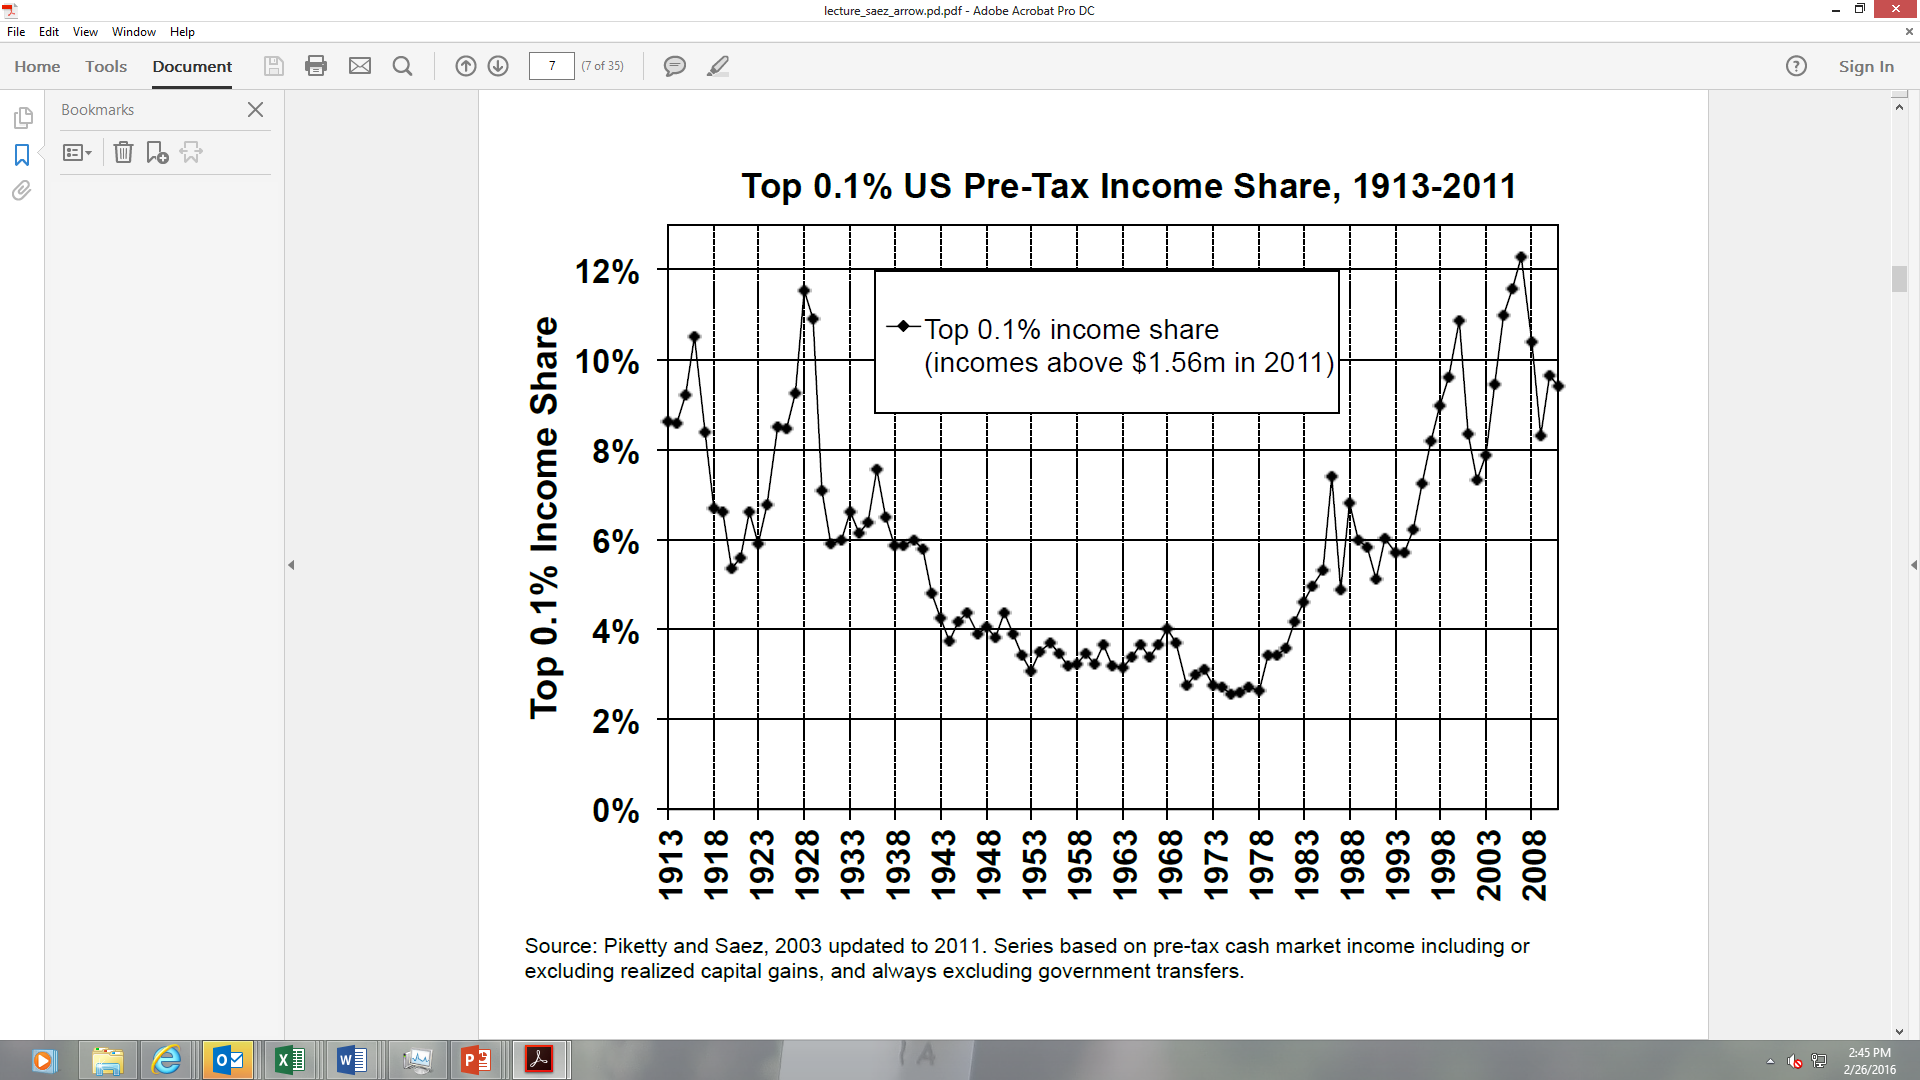 lecture_saez_arrow.pd.pdf - Adobe Acrobat Pro DC
File Edit View Window Help
Home Tools Document 7 (7 of 35) Sign In
Bookmarks
Top 0.1% US Pre-Tax Income Share, 1913-2011
Top 0.1% Income Share
12%
10%
8%
6%
4%
2%
0%
Top 0.1% income share
(incomes above $1.56m in 2011)
1913 1918 1923 1928 1933 1938 1943 1948 1953 1958 1963 1968 1973 1978 1983 1988 1993 1998 2003 2008
Source: Piketty and Saez, 2003 updated to 2011. Series based on pre-tax cash market income including or
excluding realized capital gains, and always excluding government transfers.
2:45 PM
2/26/2016